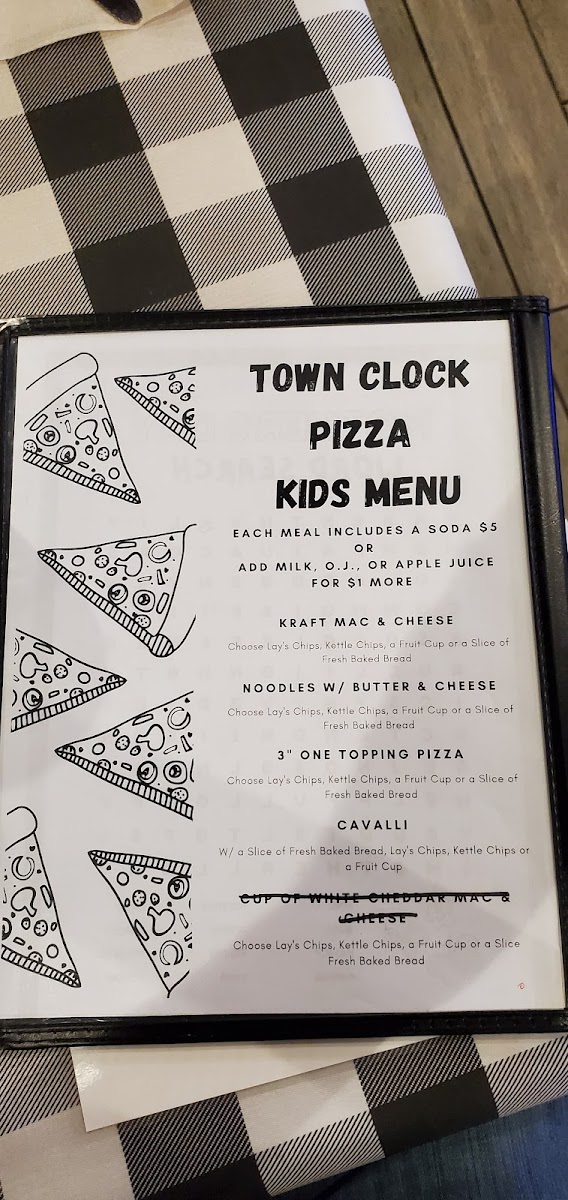 TOWN CLOCK
PIZZA
KIDS MENU
EACH MEAL INCLUDES A SODA $5
OR
ADD MILK, O.J., OR APPLE JUICE
FOR $1 MORE
KRAFT MAC & CHEESE
Choose Lay's Chips, Kettle Chips, a Fruit Cup or a Slice of
Fresh Baked Bread
NOODLES W/ BUTTER & CHEESE
Choose Lay's Chips, Kettle Chips, a Fruit Cup or a Slice of
Fresh Baked Bread
3" ONE TOPPING PIZZA
Choose Lay's Chips, Kettle Chips, a Fruit Cup or a Slice of
Fresh Baked Bread
CAVALLI
W/ a Slice of Fresh Baked Bread, Lay's Chips, Kettle Chips or
a Fruit Cup
CUP OF WHITE CHEDDAR MAC &
CHEESE
Choose Lay's Chips, Kettle Chips, a Fruit Cup or a Slice
Fresh Baked Bread